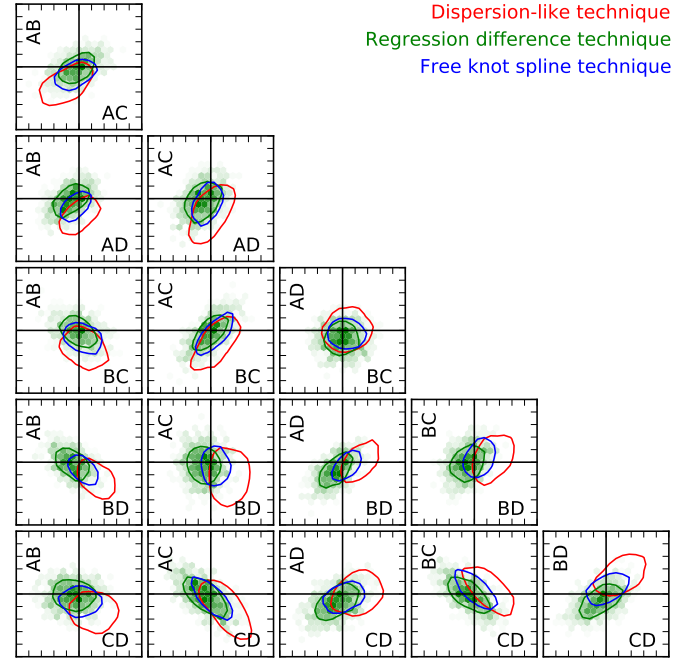 Dispersion-like technique
Regression difference technique
Free knot spline technique
AB
AC
AB
AD
AC
AD
AB
BC
AC
BC
AD
BC
AB
BD
AC
BD
AD
BD
BC
BD
AB
CD
AC
CD
AD
CD
BC
CD
BD
CD